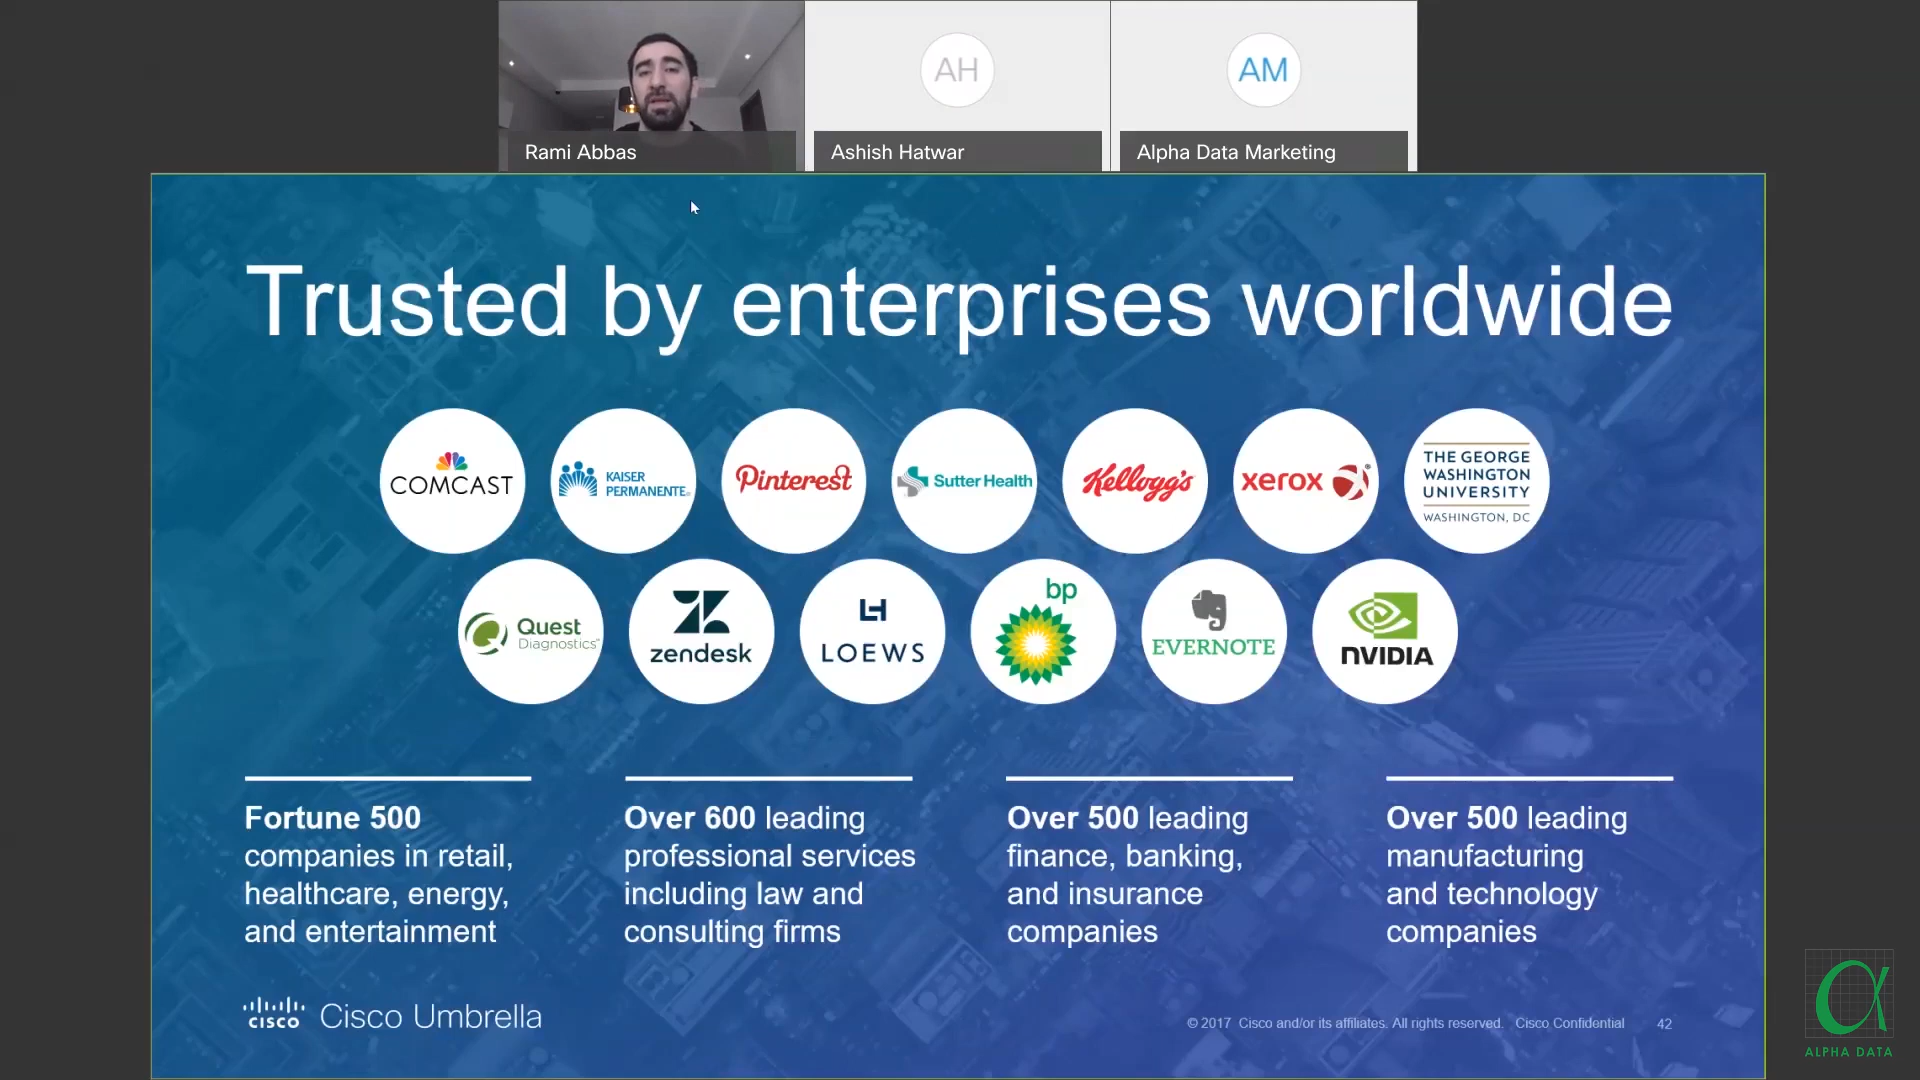 AH
AM
Rami Abbas
Ashish Hatwar
Alpha Data Marketing
Trusted by enterprises worldwide
COMCAST
KAISER
PERMANENTE®
Pinterest
Sutter Health
Kellogg's
xerox
THE GEORGE
WASHINGTON
UNIVERSITY
WASHINGTON, DC
Quest
Diagnostics™
zendesk
LOEWS
bp
EVERNOTE
NVIDIA
Fortune 500
companies in retail,
healthcare, energy,
and entertainment
Over 600 leading
professional services
including law and
consulting firms
Over 500 leading
finance, banking,
and insurance
companies
Over 500 leading
manufacturing
and technology
companies
cisco Cisco Umbrella
© 2017 Cisco and/or its affiliates. All rights reserved. Cisco Confidential 42
ALPHA DATA